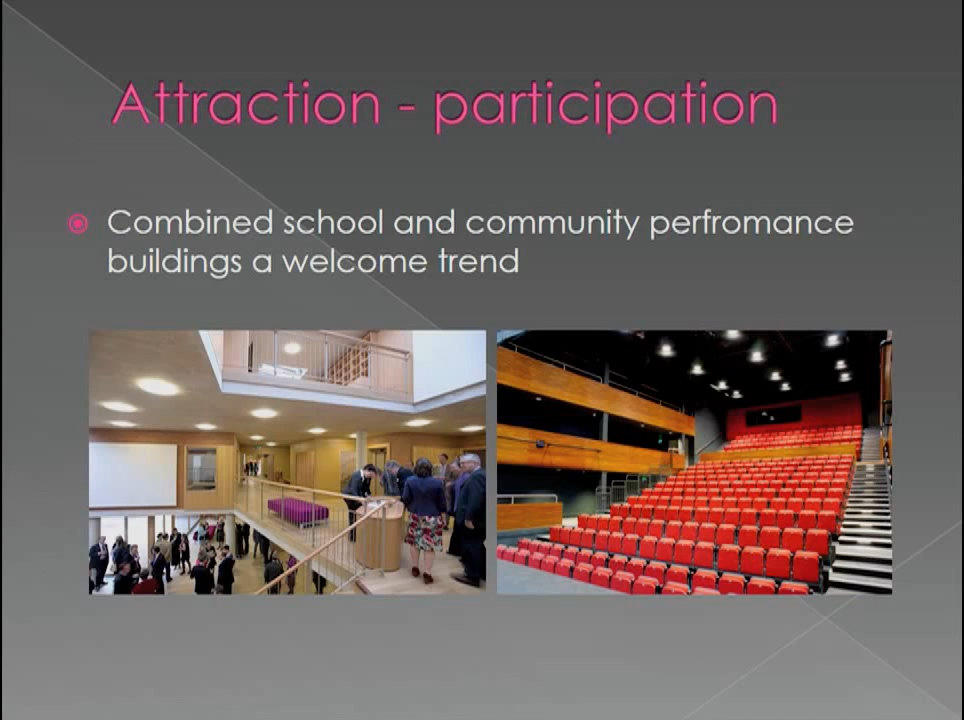 Attraction - participation
Combined school and community perfromance
buildings a welcome trend